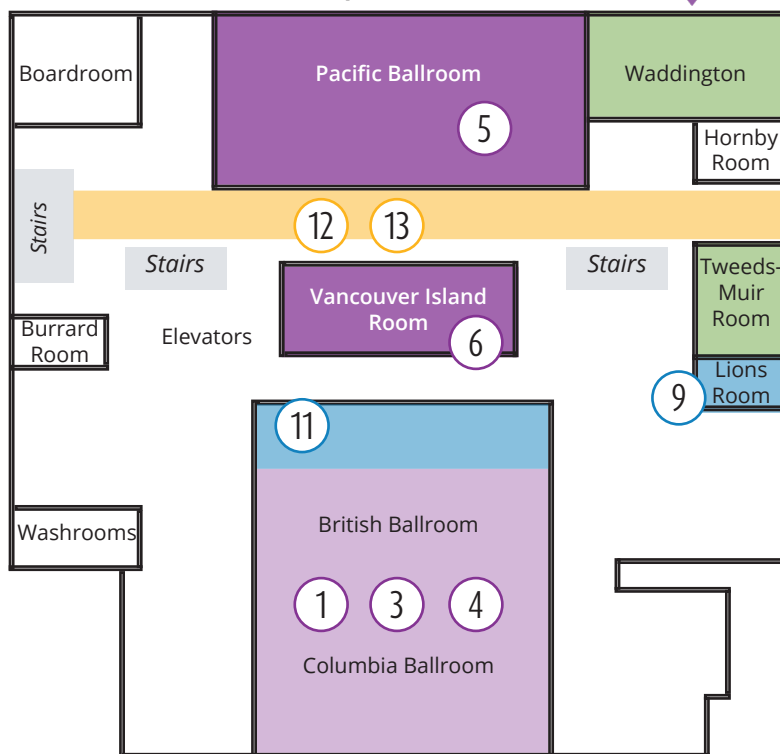 Boardroom
Pacific Ballroom
Waddington
5
Hornby
Room
Stairs
12
13
Stairs
Stairs
Tweeds-
Muir
Room
Vancouver Island
Room
6
Burrard
Room
Elevators
Lions
Room
9
11
Washrooms
British Ballroom
1
3
4
Columbia Ballroom